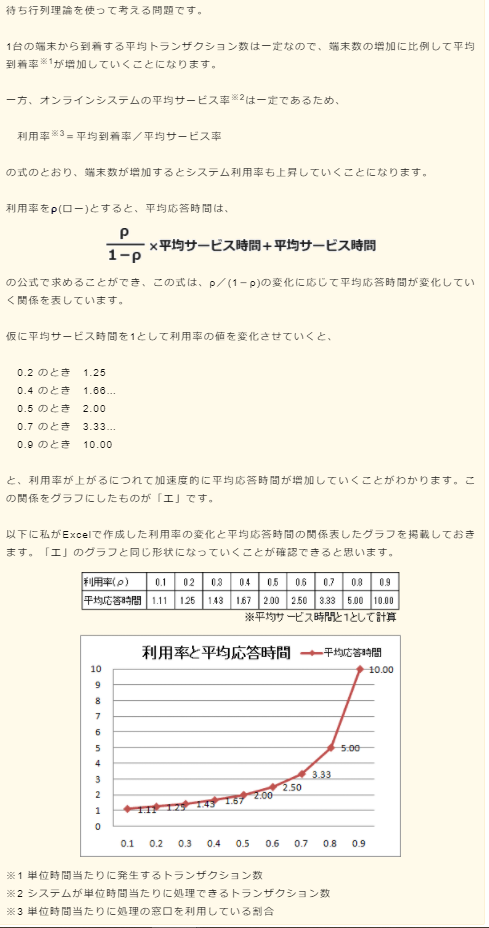 待ち行列理論を使って考える問題です。
1台の端末から到着する平均トランザクション数は一定なので、端末数の増加に比例して平均
到着率※1が増加していくことになります。
一方、オンラインシステムの平均サービス率※2は一定であるため、
利用率※3＝平均到着率／平均サービス率
の式のとおり、端末数が増加するとシステム利用率も上昇していくことになります。
利用率をρ(ロー)とすると、平均応答時間は、
ρ
1－ρ
×平均サービス時間＋平均サービス時間
の公式で求めることができ、この式は、ρ／(1－ρ)の変化に応じて平均応答時間が変化してい
く関係を表しています。
仮に平均サービス時間を1として利用率の値を変化させていくと、
0.2 のとき　1.25
0.4 のとき　1.66…
0.5 のとき　2.00
0.7 のとき　3.33…
0.9 のとき　10.00
と、利用率が上がるにつれて加速度的に平均応答時間が増加していくことがわかります。こ
の関係をグラフにしたものが「エ」です。
以下に私がExcelで作成した利用率の変化と平均応答時間の関係表したグラフを掲載しておき
ます。「エ」のグラフと同じ形状になっていくことが確認できると思います。
利用率(ρ) 0.1 0.2 0.3 0.4 0.5 0.6 0.7 0.8 0.9
平均応答時間 1.11 1.25 1.43 1.67 2.00 2.50 3.33 5.00 10.00
※平均サービス時間を1として計算
利用率と平均応答時間
平均応答時間
10
9
8
7
6
5
4
3
2
1
0
1.11 1.25 1.43 1.67 2.00 2.50 3.33 5.00 10.00
0.1 0.2 0.3 0.4 0.5 0.6 0.7 0.8 0.9
※1 単位時間当たりに発生するトランザクション数
※2 システムが単位時間当たりに処理できるトランザクション数
※3 単位時間当たりに処理の窓口を利用している割合